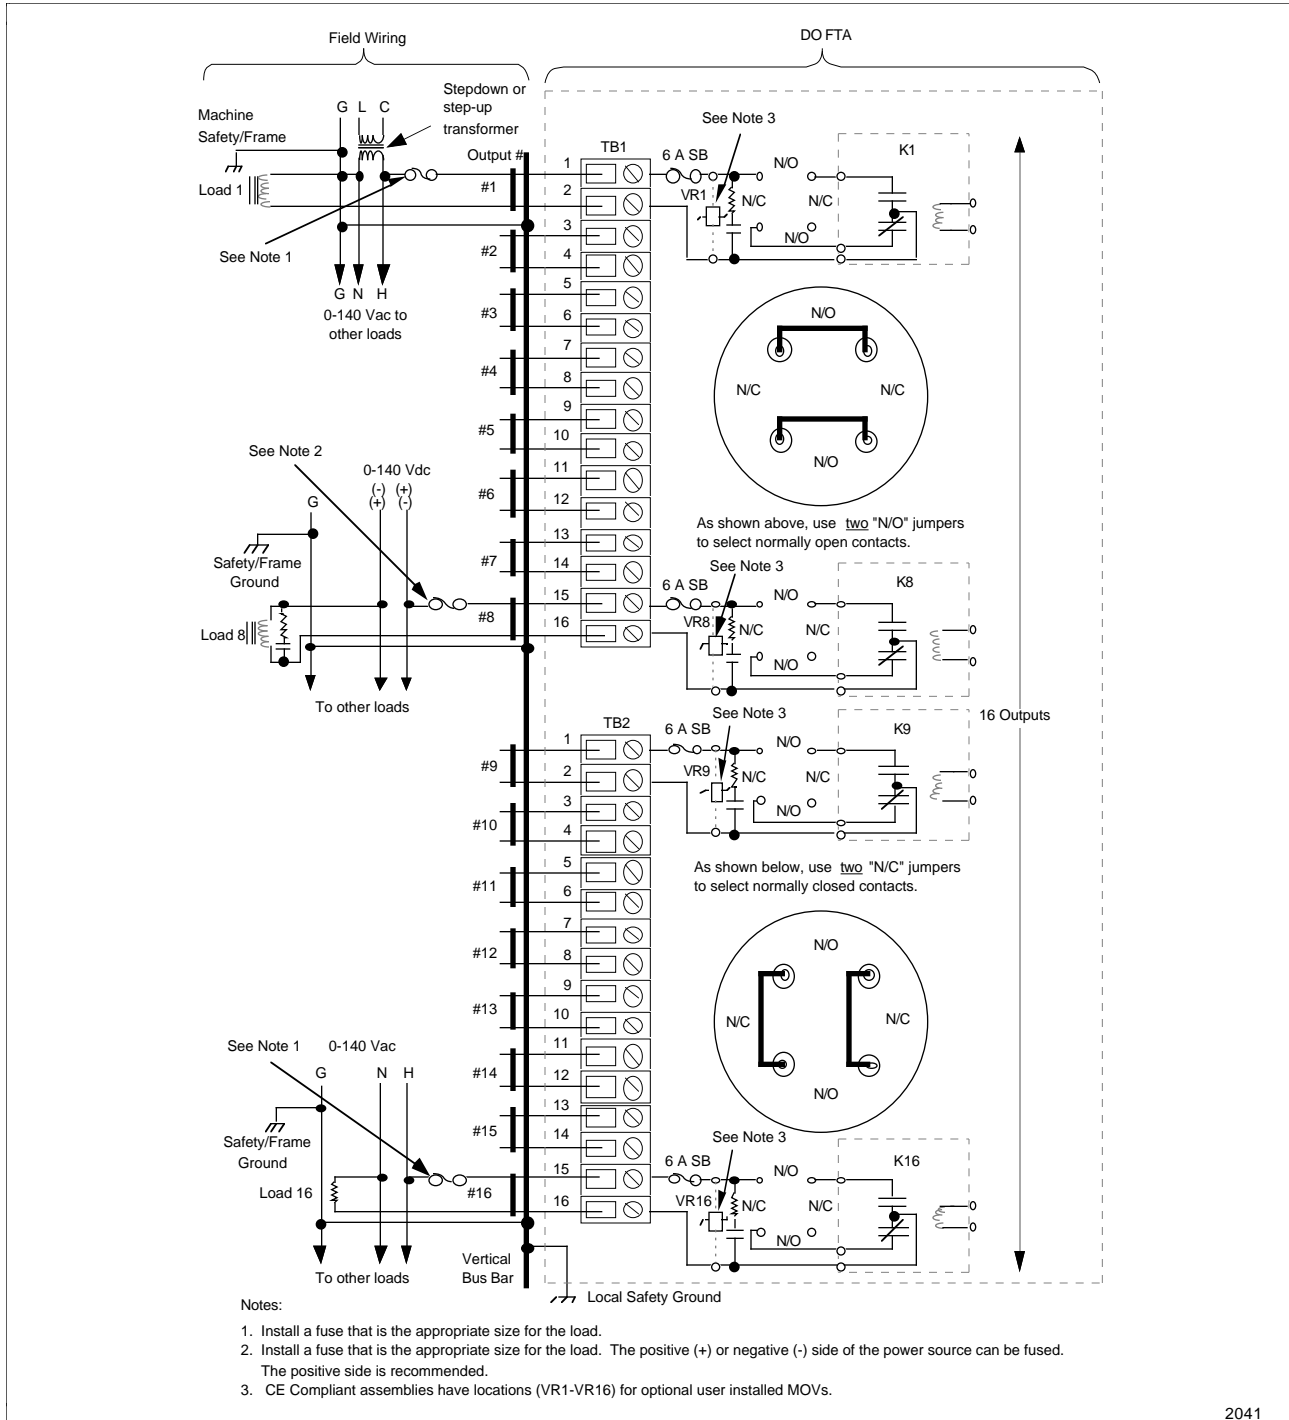 Field Wiring
DO FTA
Stepdown or
step-up
transformer
G L C
Machine
Safety/Frame
Output #
TB1
See Note 3
6 A SB
N/O
K1
Load 1
#1
1
2
VR1
N/C
N/C
N/O
See Note 1
#2
3
4
G N H
0-140 Vac to
other loads
#3
5
6
#4
7
8
N/O
N/C
N/C
N/O
#5
9
10
See Note 2
0-140 Vdc
(-) (+)
(+) (-)
G
#6
11
12
As shown above, use two "N/O" jumpers
to select normally open contacts.
#7
13
14
Safety/Frame
Ground
See Note 3
6 A SB
N/O
K8
Load 8
#8
15
16
VR8
N/C
N/C
N/O
To other loads
16 Outputs
TB2
See Note 3
6 A SB
N/O
K9
#9
1
2
VR9
N/C
N/C
N/O
#10
3
4
As shown below, use two "N/C" jumpers
to select normally closed contacts.
#11
5
6
#12
7
8
N/O
N/C
N/C
N/O
#13
9
10
See Note 1
0-140 Vac
G N H
#14
11
12
#15
13
14
Safety/Frame
Ground
See Note 3
6 A SB
N/O
K16
Load 16
#16
15
16
VR16
N/C
N/C
N/O
To other loads
Vertical
Bus Bar
Local Safety Ground
Notes:
1. Install a fuse that is the appropriate size for the load.
2. Install a fuse that is the appropriate size for the load. The positive (+) or negative (-) side of the power source can be fused.
The positive side is recommended.
3. CE Compliant assemblies have locations (VR1-VR16) for optional user installed MOVs.
2041